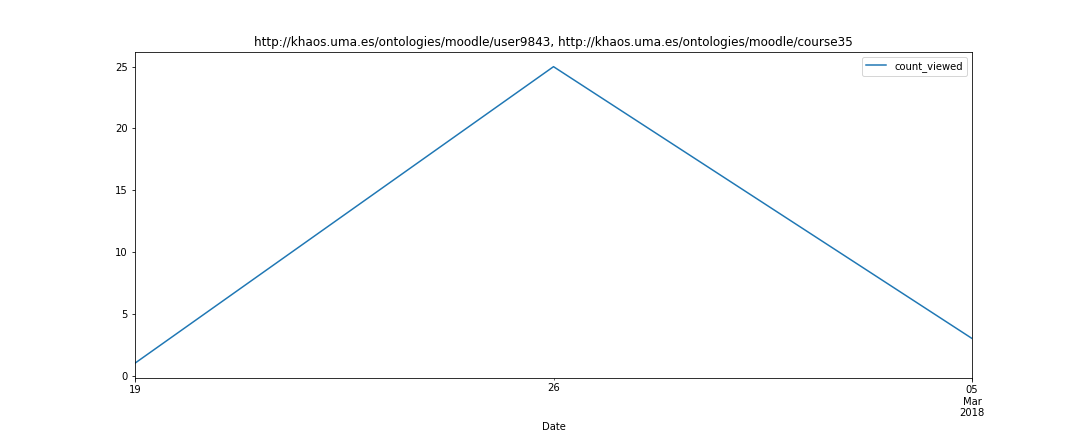 http://khaos.uma.es/ontologies/moodle/user9843, http://khaos.uma.es/ontologies/moodle/course35
count_viewed
25
20
15
10
5
0
19
26
05
Mar
2018
Date